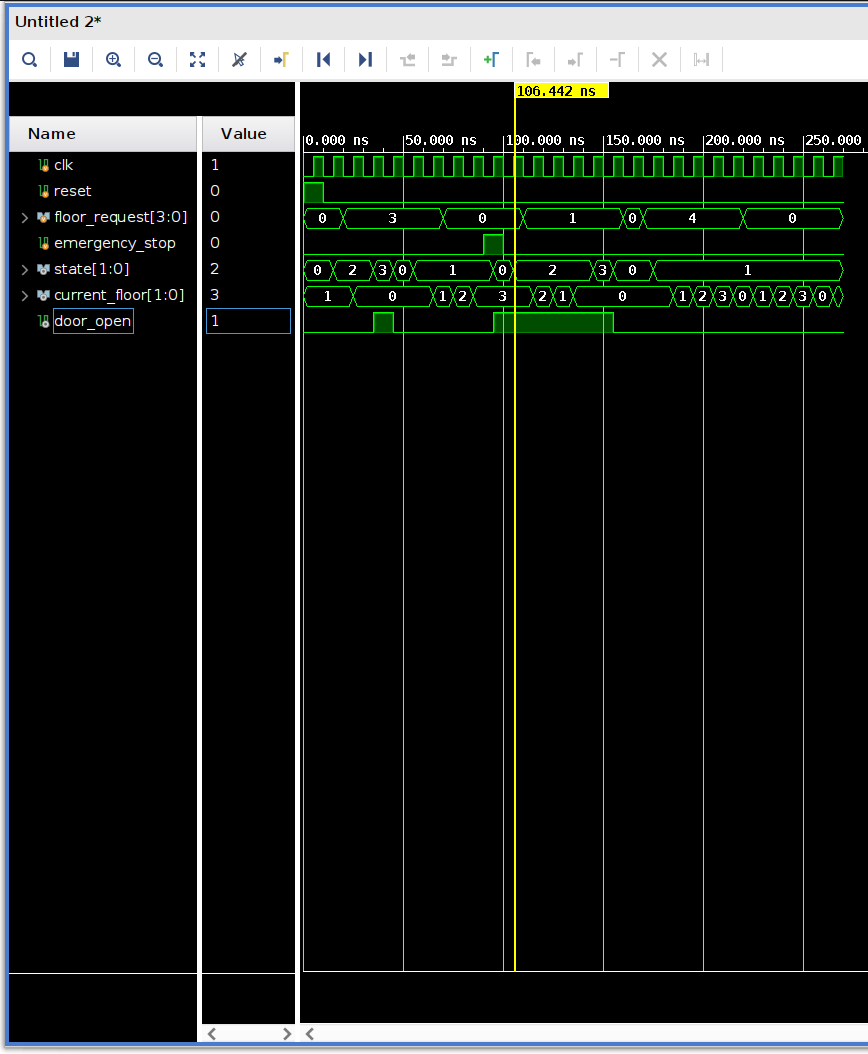 Untitled 2*
106.442 ns
Name Value
0.000 ns 50.000 ns 100.000 ns 150.000 ns 200.000 ns 250.000
clk 1
reset 0
floor_request[3:0] 0 0 3 0 1 0 4 0
emergency_stop 0
state[1:0] 2 0 2 3 0 1 0 2 3 0 1
current_floor[1:0] 3 1 0 1 2 3 2 1 0 1 2 3 0 1 2 3 0
door_open 1